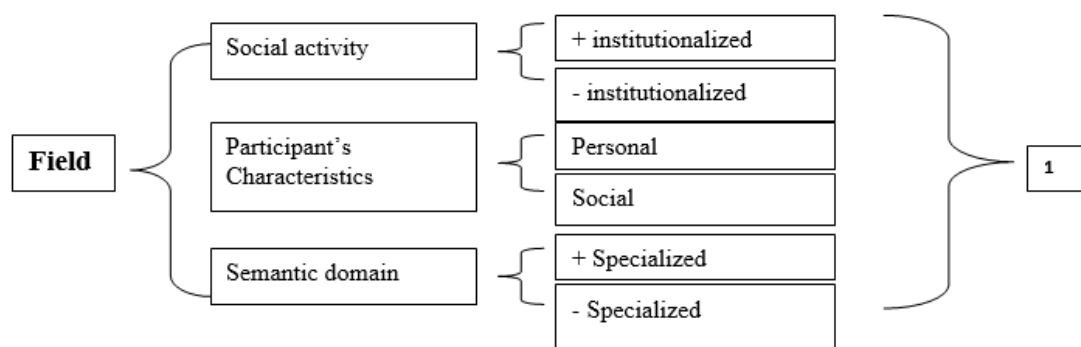 Field
Social activity
+ institutionalized
- institutionalized
Participant's
Characteristics
Personal
Social
Semantic domain
+ Specialized
- Specialized
1